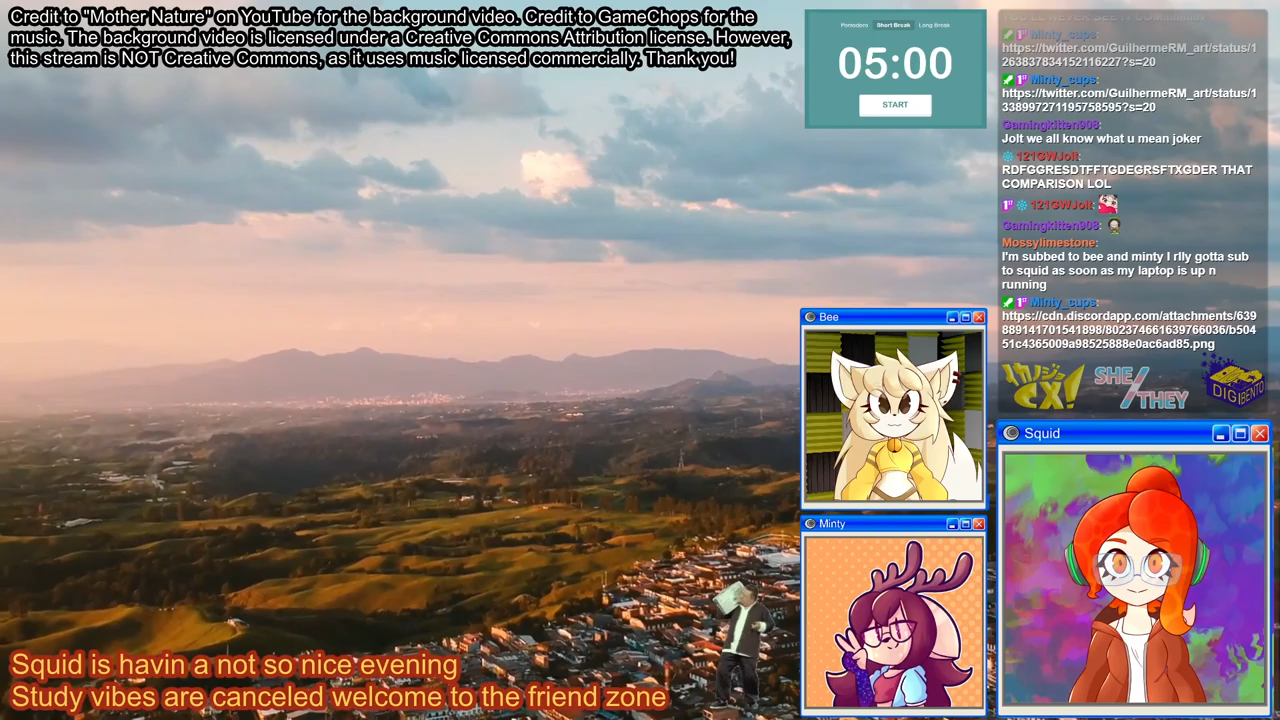 Credit to "Mother Nature" on YouTube for the background video. Credit to GameChops for the
music. The background video is licensed under a Creative Commons Attribution license. However,
this stream is NOT Creative Commons, as it uses music licensed commercially. Thank you!
Pomodoro Short Break Long Break
05:00
START
Minty_cups:
https://twitter.com/GuilhermeRM_art/status/1
263837834152116227?s=20
Minty_cups:
https://twitter.com/GuilhermeRM_art/status/1
338997271195758595?s=20
Gamingkitten908:
Jolt we all know what u mean joker
121GWJolt:
RDFGGRESDTFFTGDEGRSFTXGDER THAT
COMPARISON LOL
121GWJolt:
Gamingkitten908:
Mossylimestone:
I'm subbed to bee and minty I rlly gotta sub
to squid as soon as my laptop is up n
running
Minty_cups:
https://cdn.discordapp.com/attachments/639
889141701541898/802374661639766036/b504
51c4365009a98525888e0ac6ad85.png
CX!
SHE/
THEY
DIGIBENTO
Bee
Minty
Squid
Squid is havin a not so nice evening
Study vibes are canceled welcome to the friend zone